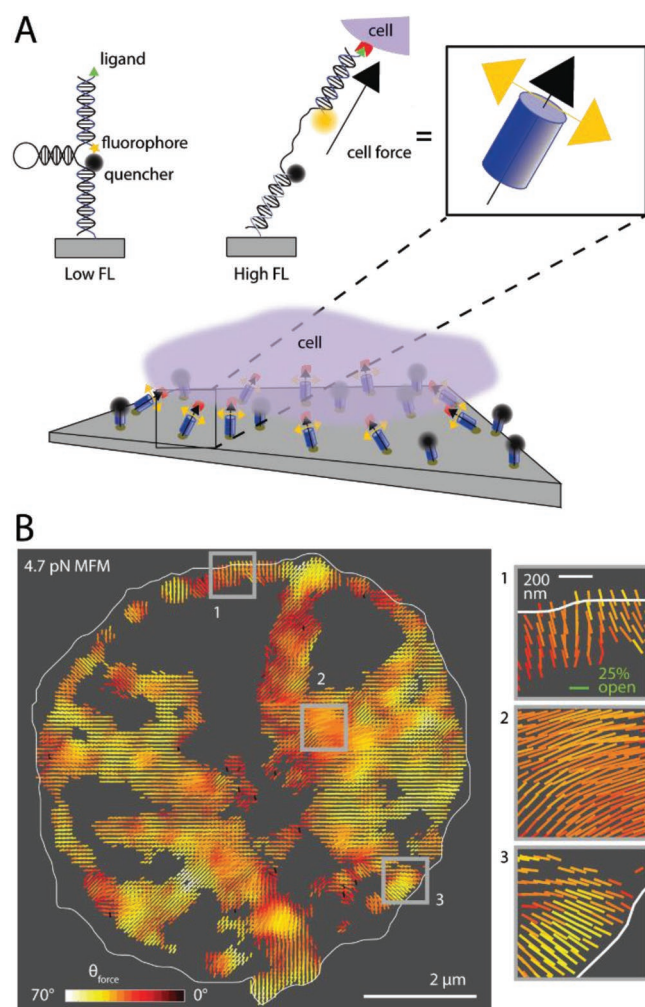 A
ligand
fluorophore
quencher
Low FL
cell
cell force
High FL
=
cell
B
4.7 pN MFM
1
2
3
70° θforce 0°
2 µm
1
200
nm
25%
open
2
3